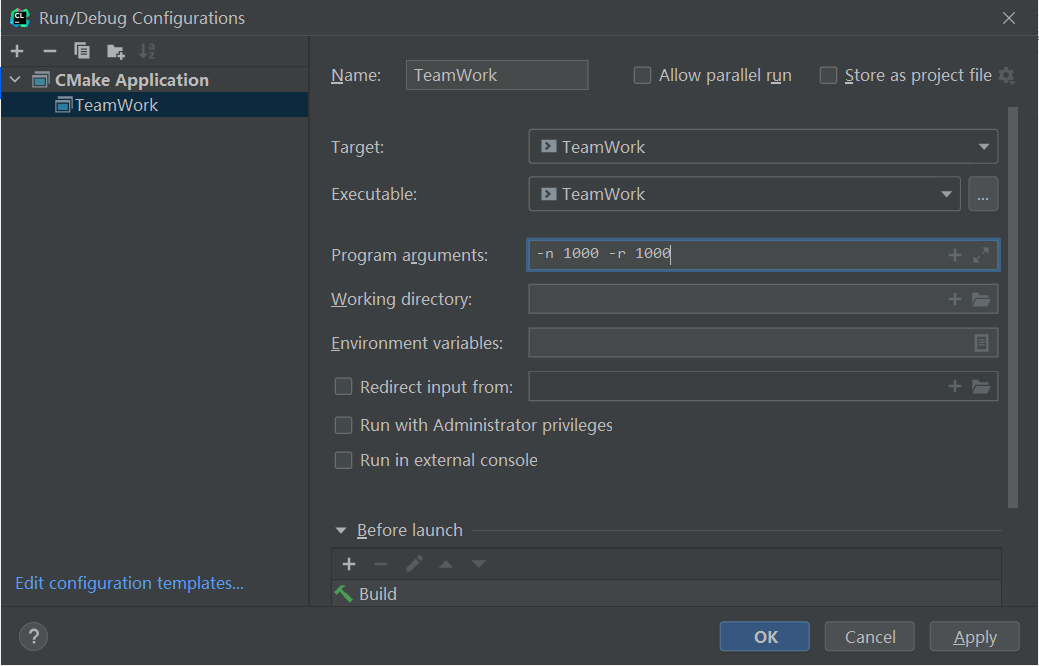 Run/Debug Configurations
CMake Application
TeamWork
Edit configuration templates...
Name: TeamWork Allow parallel run Store as project file
Target: TeamWork
Executable: TeamWork ...
Program arguments: -n 1000 -r 1000
Working directory:
Environment variables:
Redirect input from:
Run with Administrator privileges
Run in external console
Before launch
Build
? OK Cancel Apply